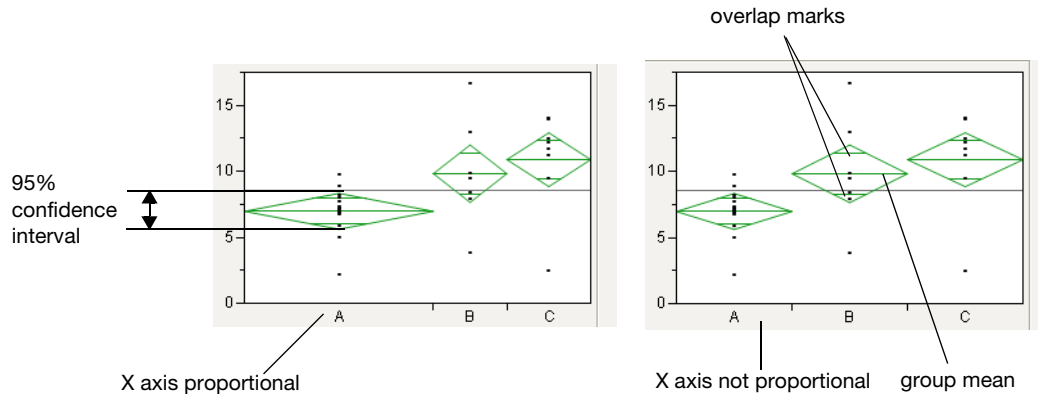 overlap marks
15
10
5
0
A B C
95%
confidence
interval
15
10
5
0
A B C
X axis proportional
X axis not proportional
group mean